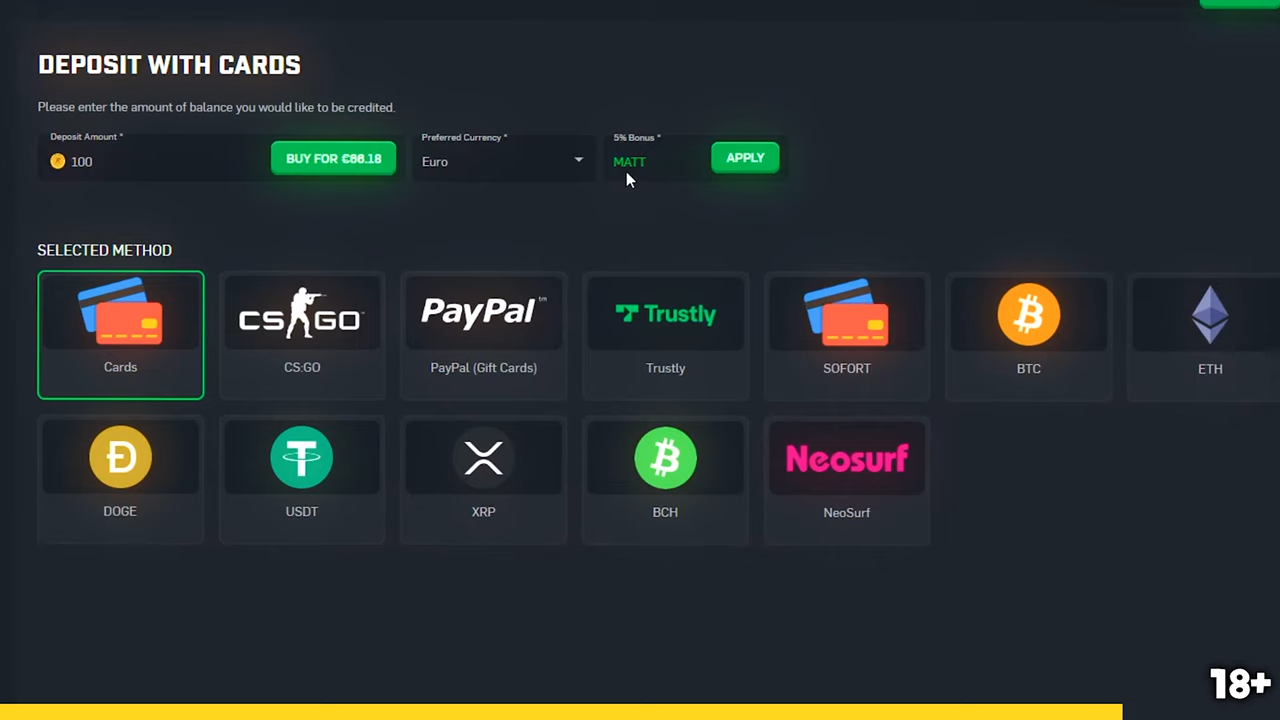 DEPOSIT WITH CARDS
Please enter the amount of balance you would like to be credited.
Deposit Amount *
100
BUY FOR €66.18
Preferred Currency *
Euro
5% Bonus *
MATT
APPLY
SELECTED METHOD
CS GO
PayPal™
Trustly
Cards
CS:GO
PayPal (Gift Cards)
Trustly
SOFORT
BTC
ETH
Neosurf
DOGE
USDT
XRP
BCH
NeoSurf
18+